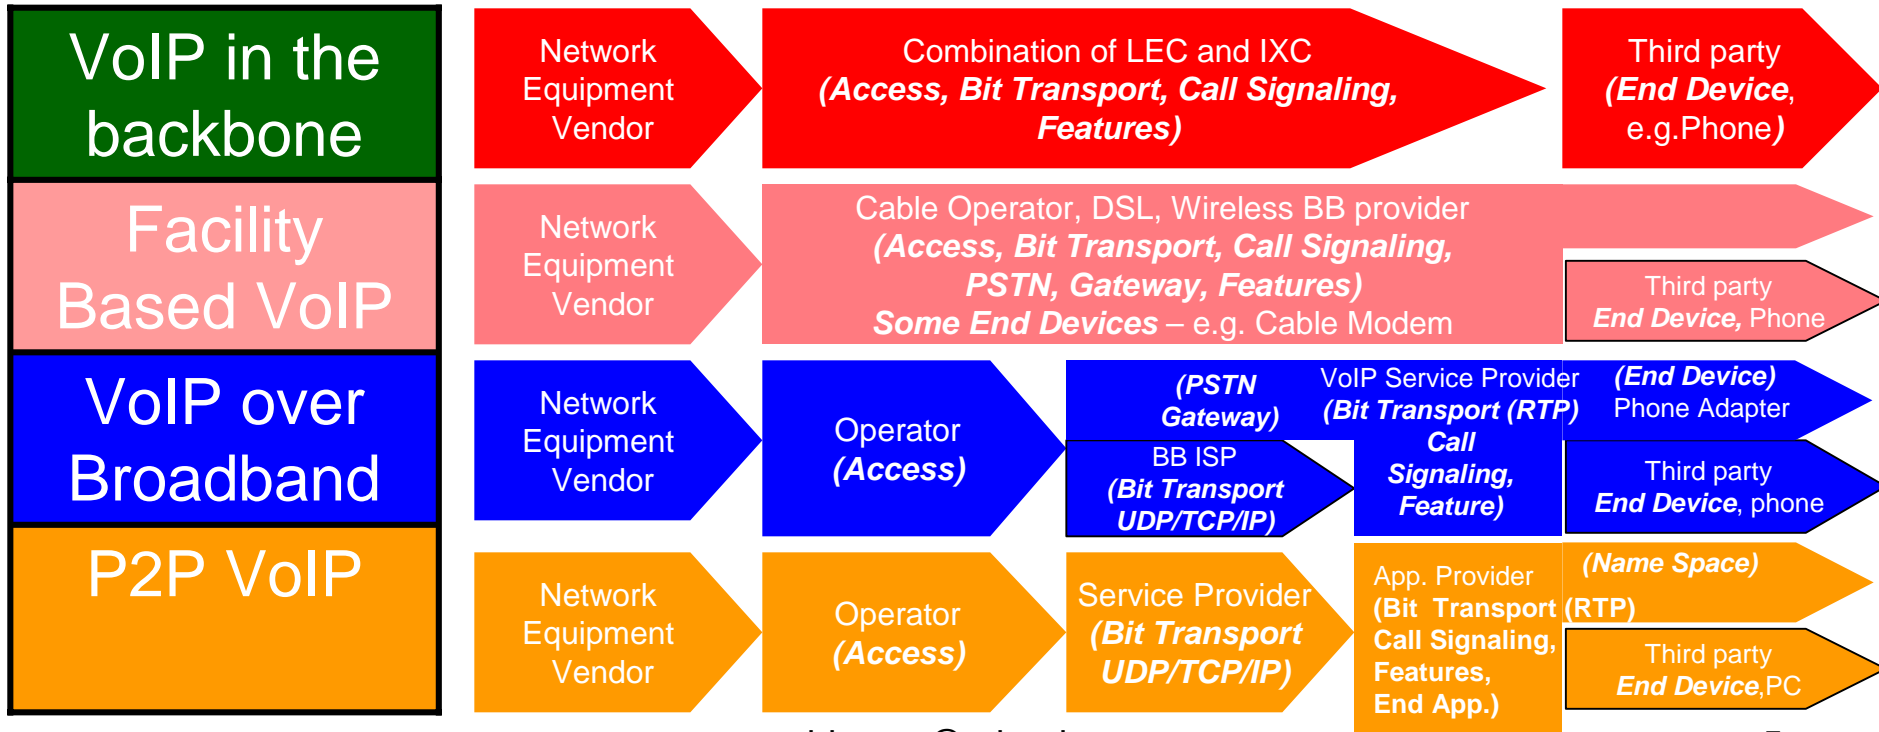 VoIP in the
backbone
Network
Equipment
Vendor
Combination of LEC and IXC
(Access, Bit Transport, Call Signaling,
Features)
Third party
(End Device,
e.g.Phone)
Facility
Based VoIP
Network
Equipment
Vendor
Cable Operator, DSL, Wireless BB provider
(Access, Bit Transport, Call Signaling,
PSTN, Gateway, Features)
Some End Devices – e.g. Cable Modem
Third party
End Device, Phone
VoIP over
Broadband
Network
Equipment
Vendor
Operator
(Access)
(PSTN
Gateway)
BB ISP
(Bit Transport
UDP/TCP/IP)
VoIP Service Provider
(Bit Transport (RTP)
Call
Signaling,
Feature)
(End Device)
Phone Adapter
Third party
End Device, phone
P2P VoIP
Network
Equipment
Vendor
Operator
(Access)
Service Provider
(Bit Transport
UDP/TCP/IP)
App. Provider
(Bit Transport (RTP)
Call Signaling,
Features,
End App.)
(Name Space)
Third party
End Device,PC